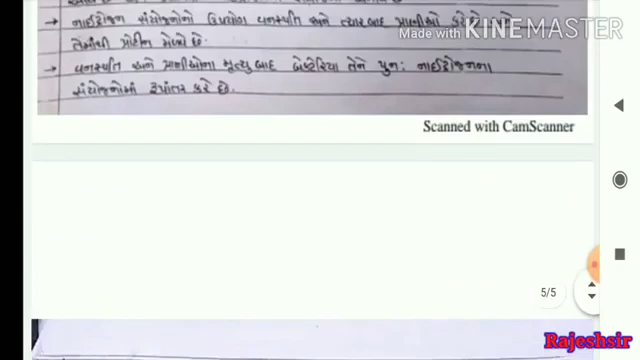 → નાઈટ્રોજન સંયોજનોનો ઉપયોગ વનસ્પતિ અને ત્યાર બાદ પ્રાણીઓ કરે છે
તેમાંથી પ્રોટીન મેળવે છે.
→ વનસ્પતિ અને પ્રાણીઓના મૃત્યુ બાદ બેક્ટેરિયા તેને પુન: નાઈટ્રોજનના
સંયોજનોમાં રૂપાંતર કરે છે.
Made with KINEMASTER
Scanned with CamScanner
5/5
Rajeshsir